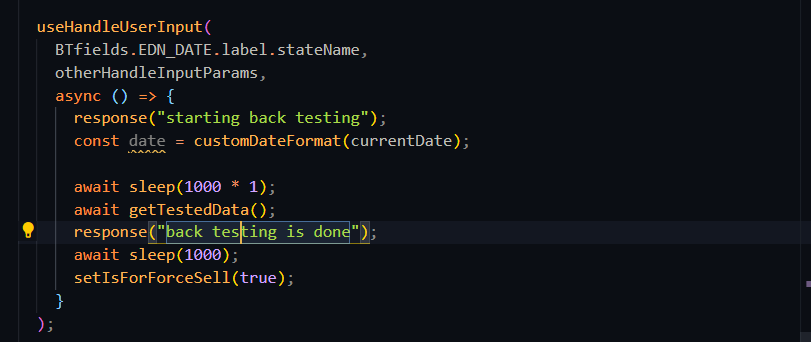 useHandleUserInput(
BTfields.EDN_DATE.label.stateName,
otherHandleInputParams,
async () => {
response("starting back testing");
const date = customDateFormat(currentDate);
await sleep(1000 * 1);
await getTestedData();
response("back testing is done");
await sleep(1000);
setIsForForceSell(true);
}
);